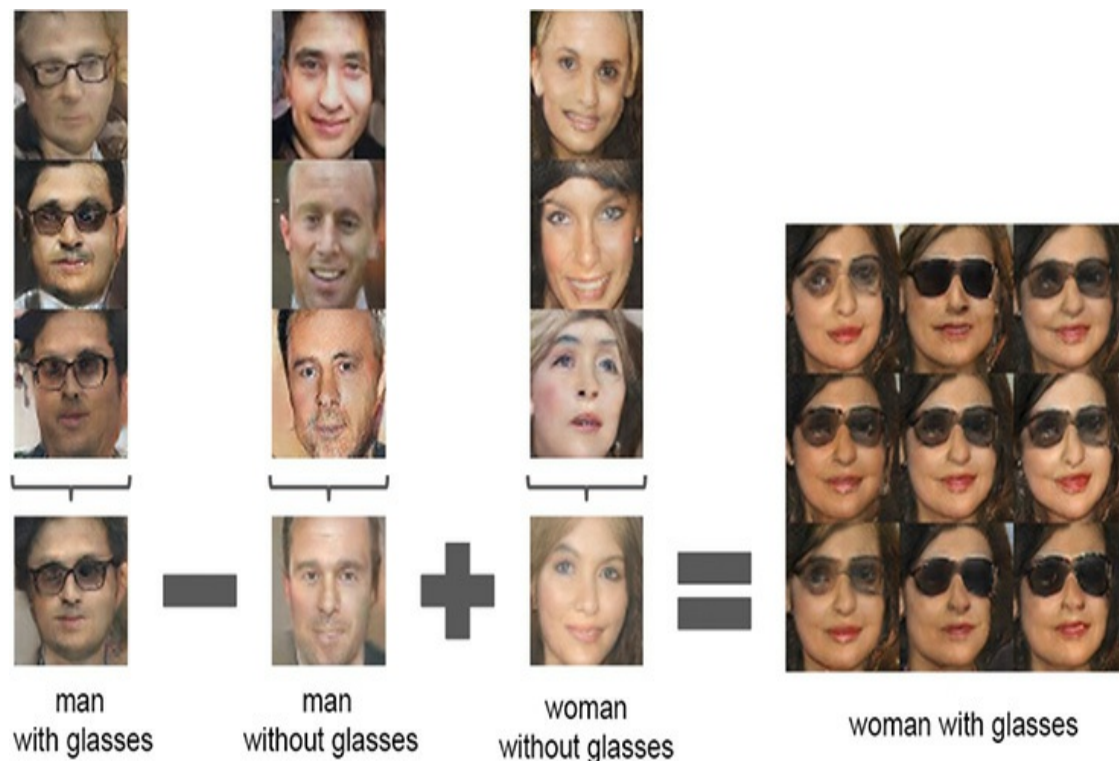 man
with glasses
man
without glasses
woman
without glasses
woman with glasses